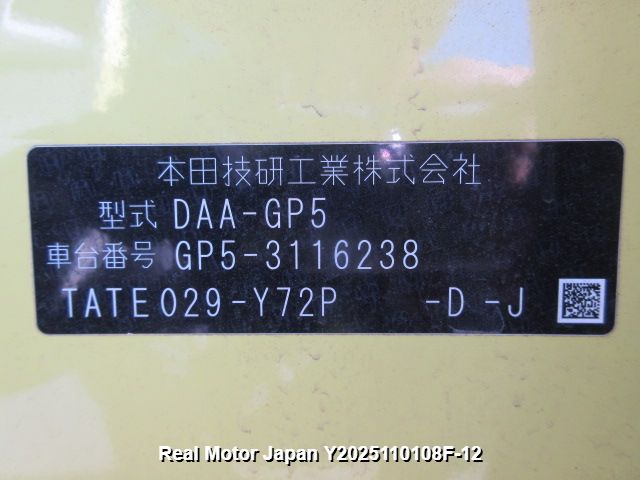 本田技研工業株式会社
型式 DAA-GP5
車台番号 GP5-3116238
TATE029-Y72P -D -J
Real Motor Japan Y2025110108F-12